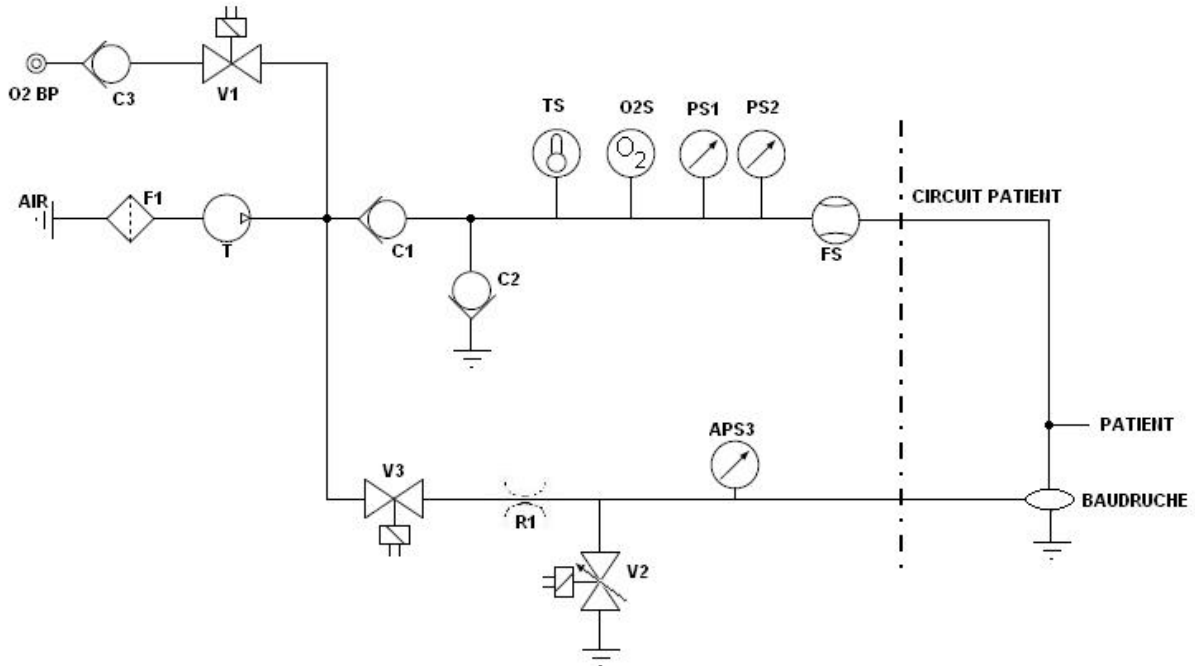 O2 BP
C3
V1
TS
O2S
PS1
PS2
O2
AIR
F1
T
C1
C2
FS
CIRCUIT PATIENT
PATIENT
APS3
V3
R1
V2
BAUDRUCHE